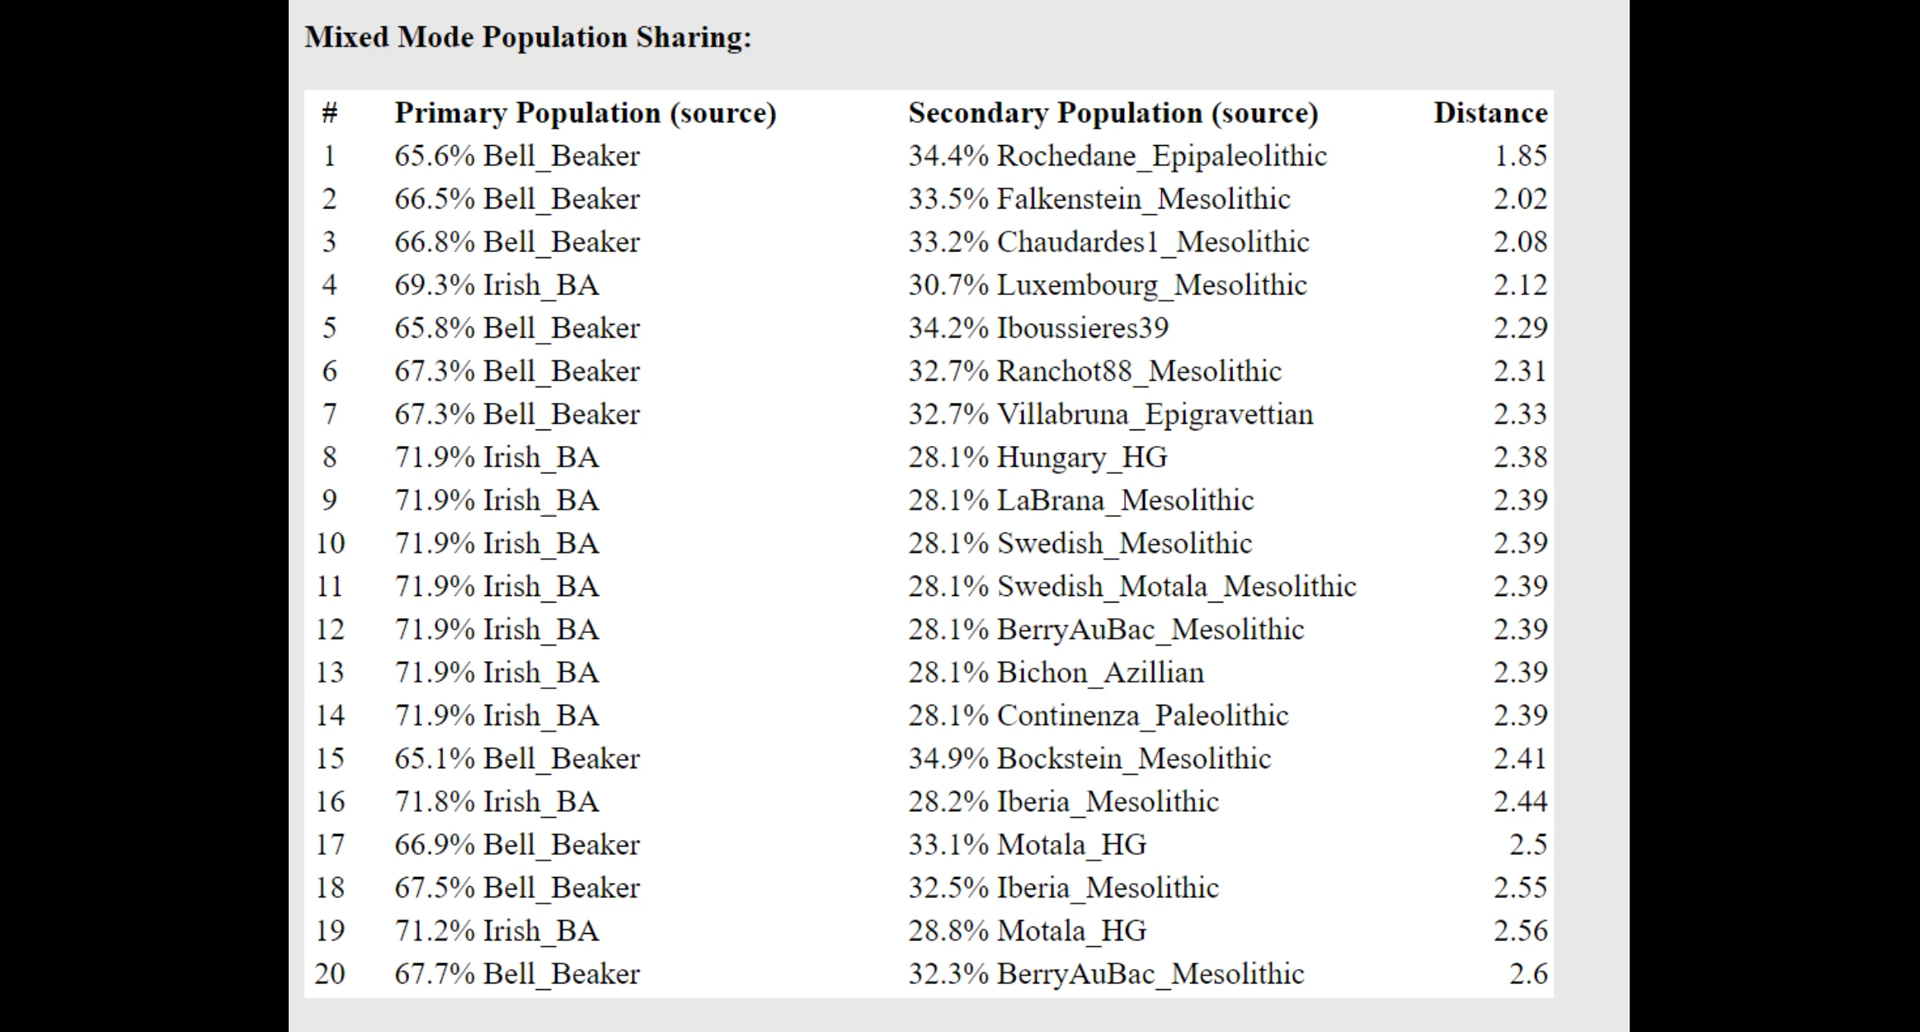 Mixed Mode Population Sharing:
# Primary Population (source) Secondary Population (source) Distance
1 65.6% Bell_Beaker 34.4% Rochedane_Epipaleolithic 1.85
2 66.5% Bell_Beaker 33.5% Falkenstein_Mesolithic 2.02
3 66.8% Bell_Beaker 33.2% Chaudardes1_Mesolithic 2.08
4 69.3% Irish_BA 30.7% Luxembourg_Mesolithic 2.12
5 65.8% Bell_Beaker 34.2% Iboussieres39 2.29
6 67.3% Bell_Beaker 32.7% Ranchot88_Mesolithic 2.31
7 67.3% Bell_Beaker 32.7% Villabruna_Epigravettian 2.33
8 71.9% Irish_BA 28.1% Hungary_HG 2.38
9 71.9% Irish_BA 28.1% LaBrana_Mesolithic 2.39
10 71.9% Irish_BA 28.1% Swedish_Mesolithic 2.39
11 71.9% Irish_BA 28.1% Swedish_Motala_Mesolithic 2.39
12 71.9% Irish_BA 28.1% BerryAuBac_Mesolithic 2.39
13 71.9% Irish_BA 28.1% Bichon_Azillian 2.39
14 71.9% Irish_BA 28.1% Continenza_Paleolithic 2.39
15 65.1% Bell_Beaker 34.9% Bockstein_Mesolithic 2.41
16 71.8% Irish_BA 28.2% Iberia_Mesolithic 2.44
17 66.9% Bell_Beaker 33.1% Motala_HG 2.5
18 67.5% Bell_Beaker 32.5% Iberia_Mesolithic 2.55
19 71.2% Irish_BA 28.8% Motala_HG 2.56
20 67.7% Bell_Beaker 32.3% BerryAuBac_Mesolithic 2.6